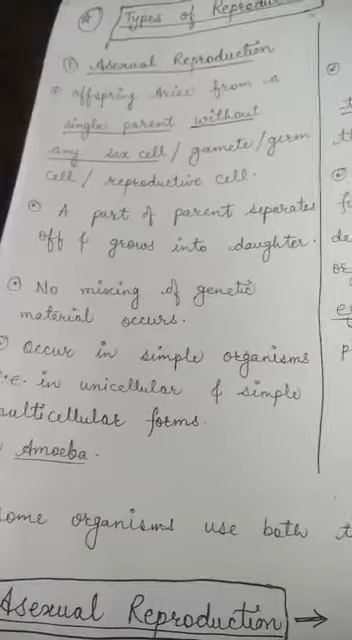 Types of Reprodu
① Asexual Reproduction
offspring arise from a
single parent without
any sex cell / gamete / germ
cell / reproductive cell.
A part of parent separates
off & grows into daughter.
No mixing of genetic
material occurs.
Occur in simple organisms
i.e. in unicellular & simple
multicellular forms.
Amoeba.
some organisms use both t
Asexual Reproduction →